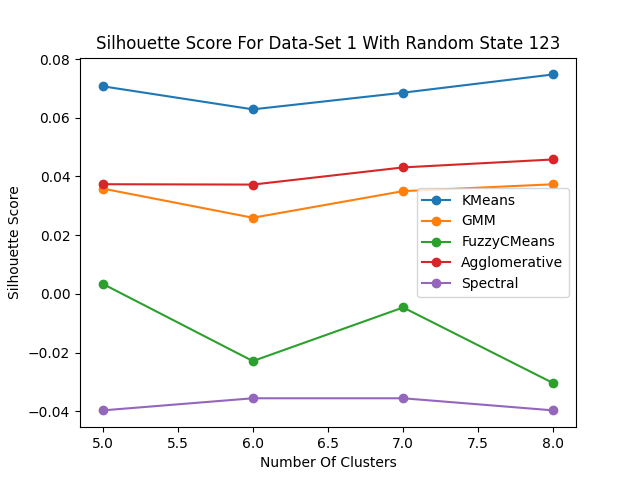 Silhouette Score For Data-Set 1 With Random State 123
0.08
0.06
0.04
0.02
0.00
−0.02
−0.04
Silhouette Score
KMeans
GMM
FuzzyCMeans
Agglomerative
Spectral
5.0 5.5 6.0 6.5 7.0 7.5 8.0
Number Of Clusters